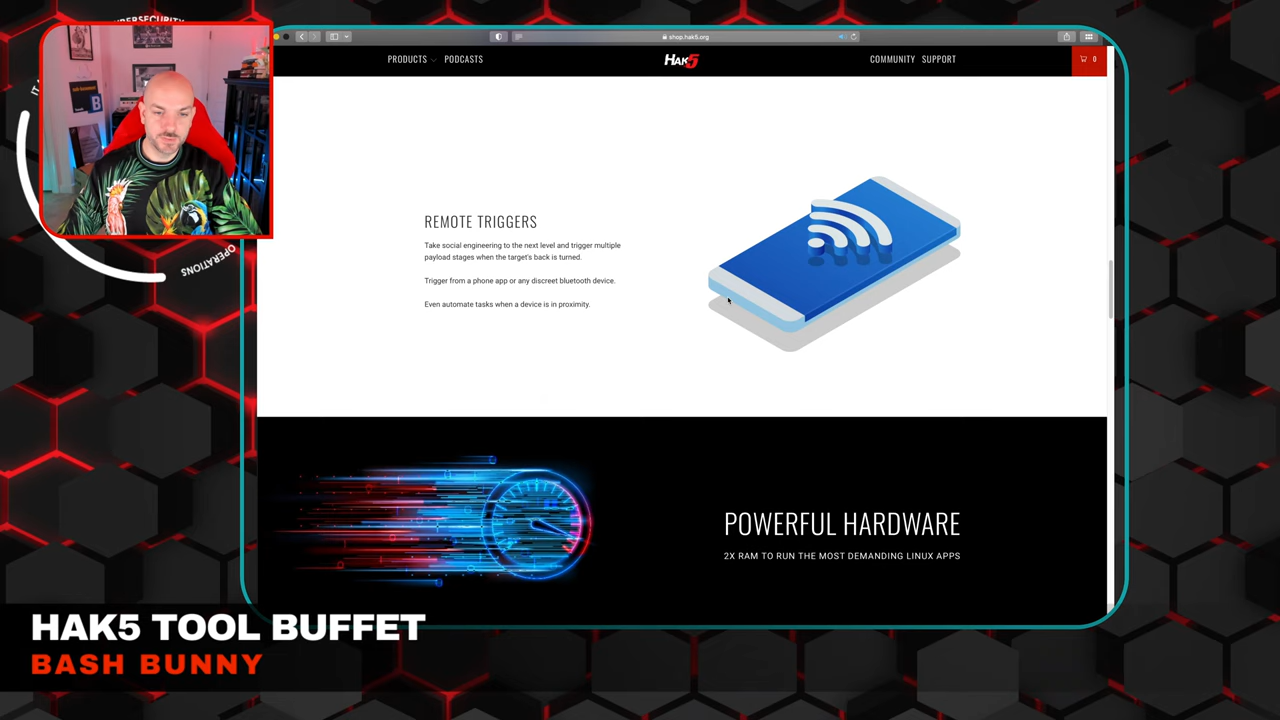 CYBERSECURITY
OPERATIONS
shop.hak5.org
PRODUCTS PODCASTS
HAK5
COMMUNITY SUPPORT
0
REMOTE TRIGGERS
Take social engineering to the next level and trigger multiple
payload stages when the target's back is turned.
Trigger from a phone app or any discreet bluetooth device.
Even automate tasks when a device is in proximity.
POWERFUL HARDWARE
2X RAM TO RUN THE MOST DEMANDING LINUX APPS
HAK5 TOOL BUFFET
BASH BUNNY